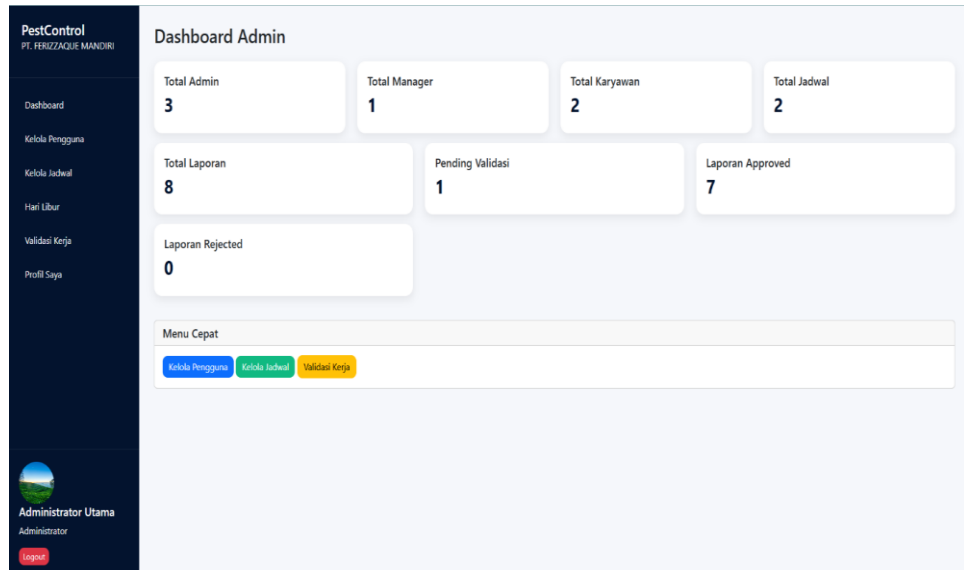 PestControl
PT. FERIZZAQUE MANDIRI
Dashboard
Kelola Pengguna
Kelola Jadwal
Hari Libur
Validasi Kerja
Profil Saya
Administrator Utama
Administrator
Logout
Dashboard Admin
Total Admin
3
Total Manager
1
Total Karyawan
2
Total Jadwal
2
Total Laporan
8
Pending Validasi
1
Laporan Approved
7
Laporan Rejected
0
Menu Cepat
Kelola Pengguna
Kelola Jadwal
Validasi Kerja